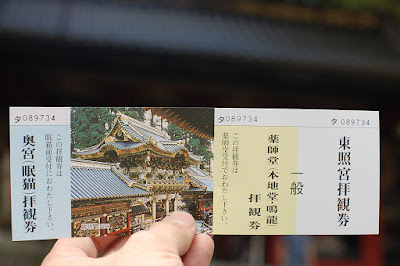 タ 089734
東照宮拝観券
一般
タ 089734
薬師堂(本地堂鳴龍)拝観券
この拝観券は
薬師堂受付でおわたし下さい。
タ 089734
この拝観券は
眠猫前受付でおわたし下さい。
奥宮(眠猫)拝観券